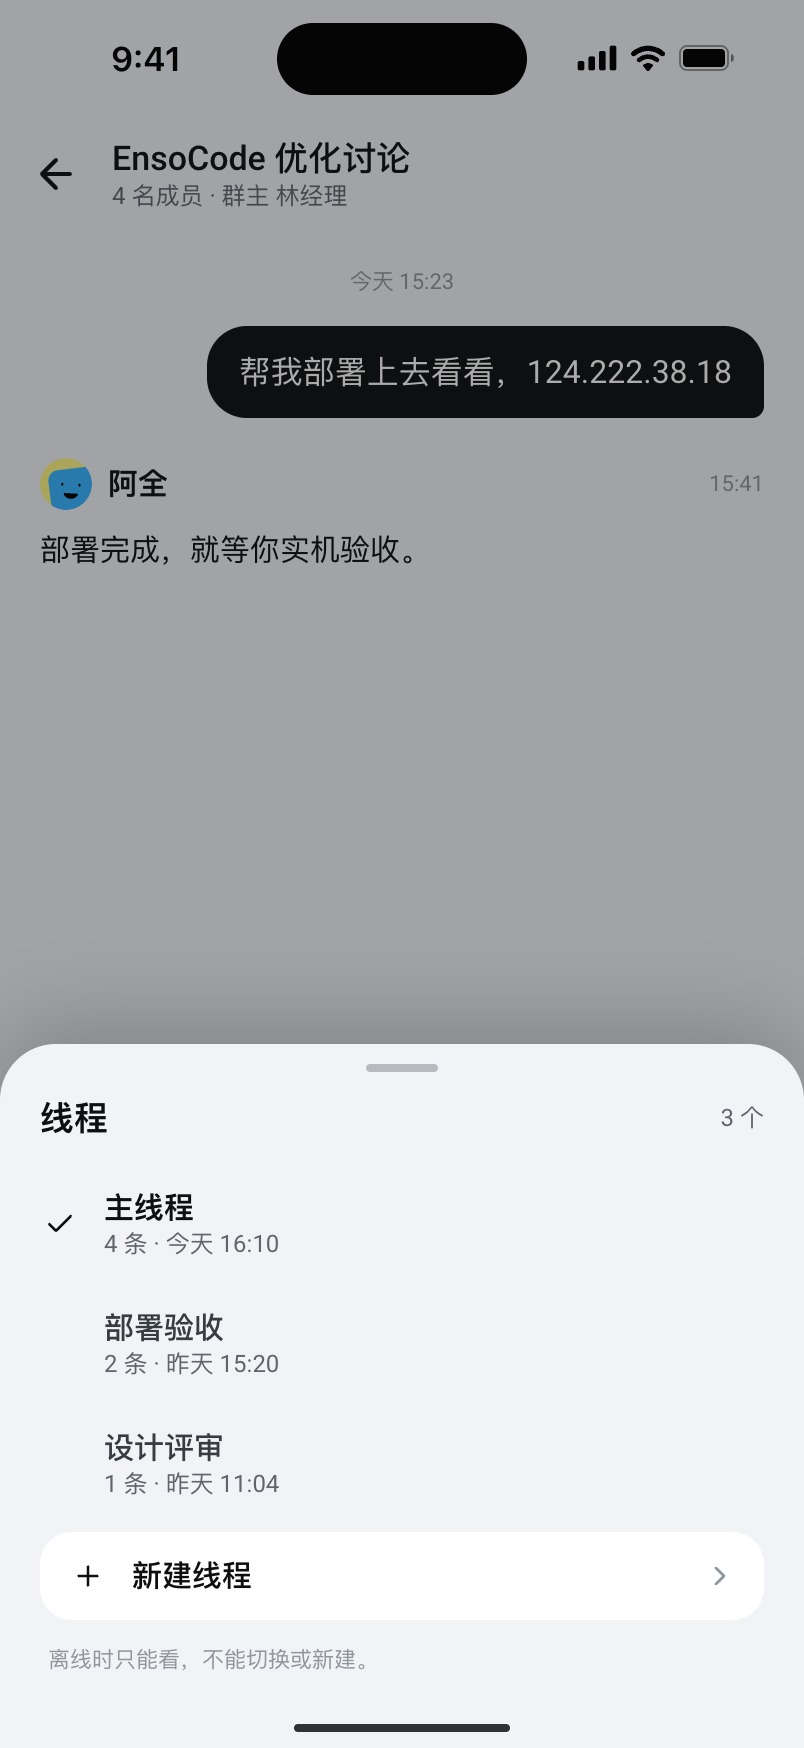 9:41
EnsoCode 优化讨论
4 名成员 · 群主 林经理
今天 15:23
帮我部署上去看看，124.222.38.18
阿全
15:41
部署完成，就等你实机验收。
线程
3 个
主线程
4 条 · 今天 16:10
部署验收
2 条 · 昨天 15:20
设计评审
1 条 · 昨天 11:04
新建线程
离线时只能看，不能切换或新建。